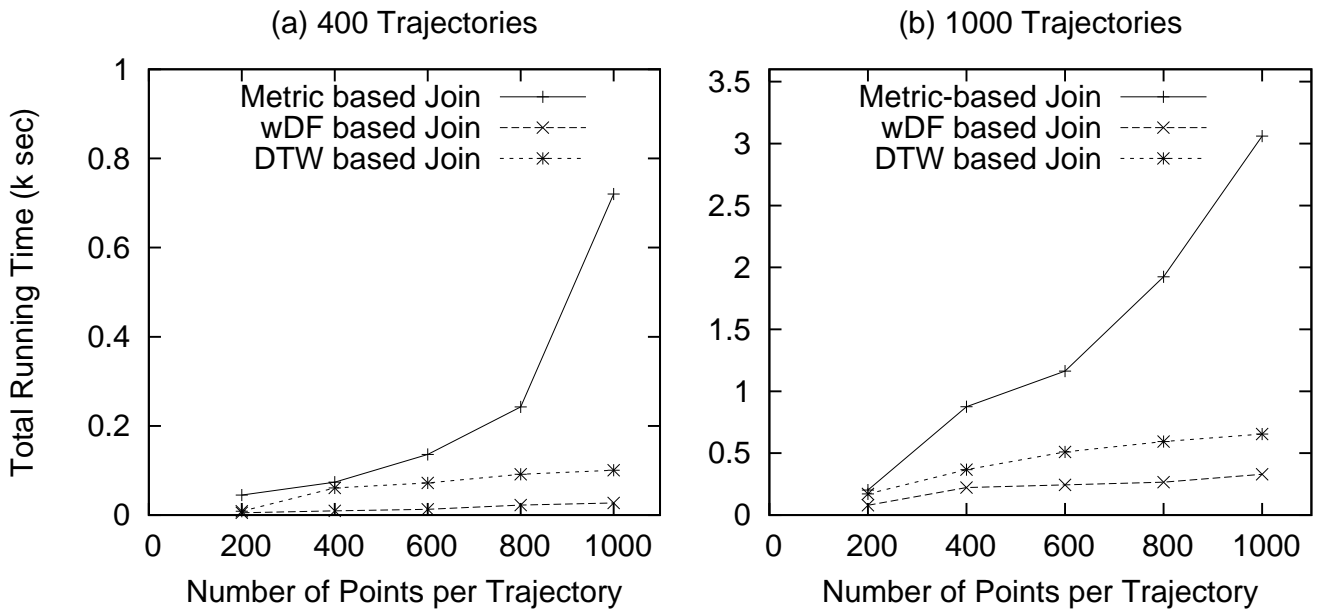 (a) 400 Trajectories
Total Running Time (k sec)
1
0.8
0.6
0.4
0.2
0
Metric based Join
wDF based Join
DTW based Join
0 200 400 600 800 1000
Number of Points per Trajectory
(b) 1000 Trajectories
3.5
3
2.5
2
1.5
1
0.5
0
Metric-based Join
wDF based Join
DTW based Join
0 200 400 600 800 1000
Number of Points per Trajectory